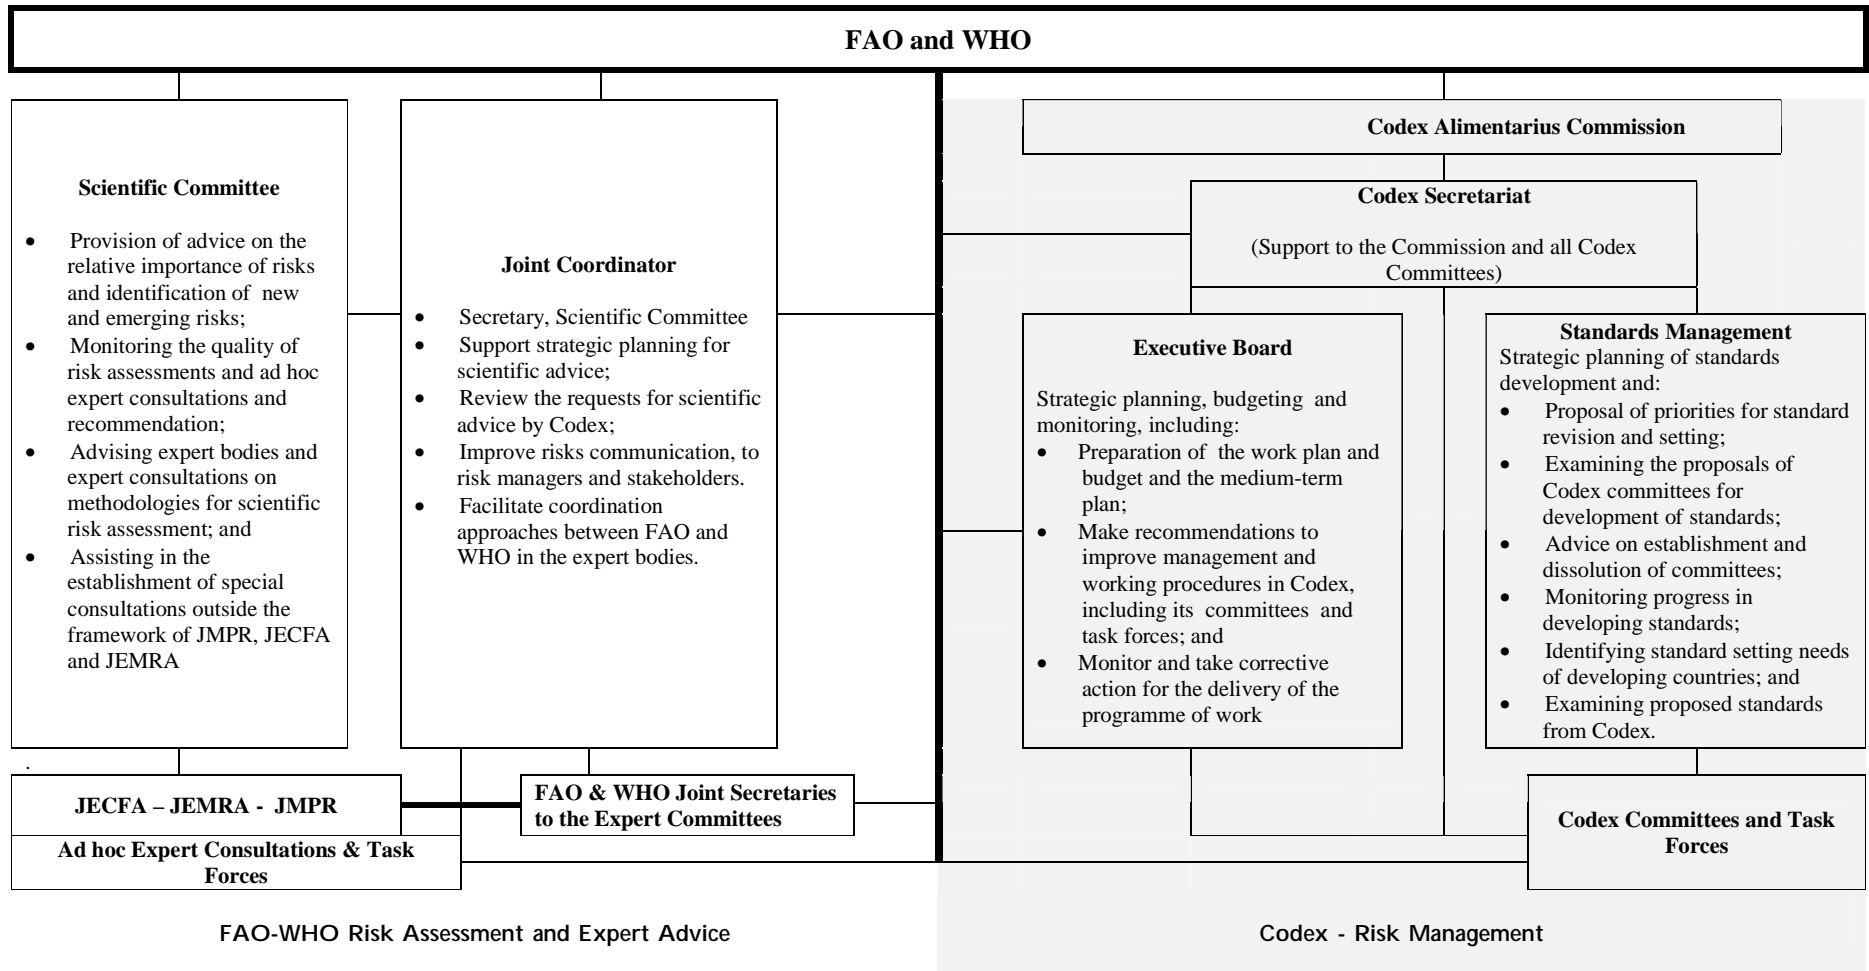 FAO and WHO
Scientific Committee
• Provision of advice on the
relative importance of risks
and identification of new
and emerging risks;
• Monitoring the quality of
risk assessments and ad hoc
expert consultations and
recommendation;
• Advising expert bodies and
expert consultations on
methodologies for scientific
risk assessment; and
• Assisting in the
establishment of special
consultations outside the
framework of JMPR, JECFA
and JEMRA
.
Joint Coordinator
• Secretary, Scientific Committee
• Support strategic planning for
scientific advice;
• Review the requests for scientific
advice by Codex;
• Improve risks communication, to
risk managers and stakeholders.
• Facilitate coordination
approaches between FAO and
WHO in the expert bodies.
JECFA – JEMRA - JMPR
FAO & WHO Joint Secretaries
to the Expert Committees
Ad hoc Expert Consultations & Task
Forces
FAO-WHO Risk Assessment and Expert Advice
Codex Alimentarius Commission
Codex Secretariat
(Support to the Commission and all Codex
Committees)
Executive Board
Strategic planning, budgeting and
monitoring, including:
• Preparation of the work plan and
budget and the medium-term
plan;
• Make recommendations to
improve management and
working procedures in Codex,
including its committees and
task forces; and
• Monitor and take corrective
action for the delivery of the
programme of work
Standards Management
Strategic planning of standards
development and:
• Proposal of priorities for standard
revision and setting;
• Examining the proposals of
Codex committees for
development of standards;
• Advice on establishment and
dissolution of committees;
• Monitoring progress in
developing standards;
• Identifying standard setting needs
of developing countries; and
• Examining proposed standards
from Codex.
Codex Committees and Task
Forces
Codex - Risk Management